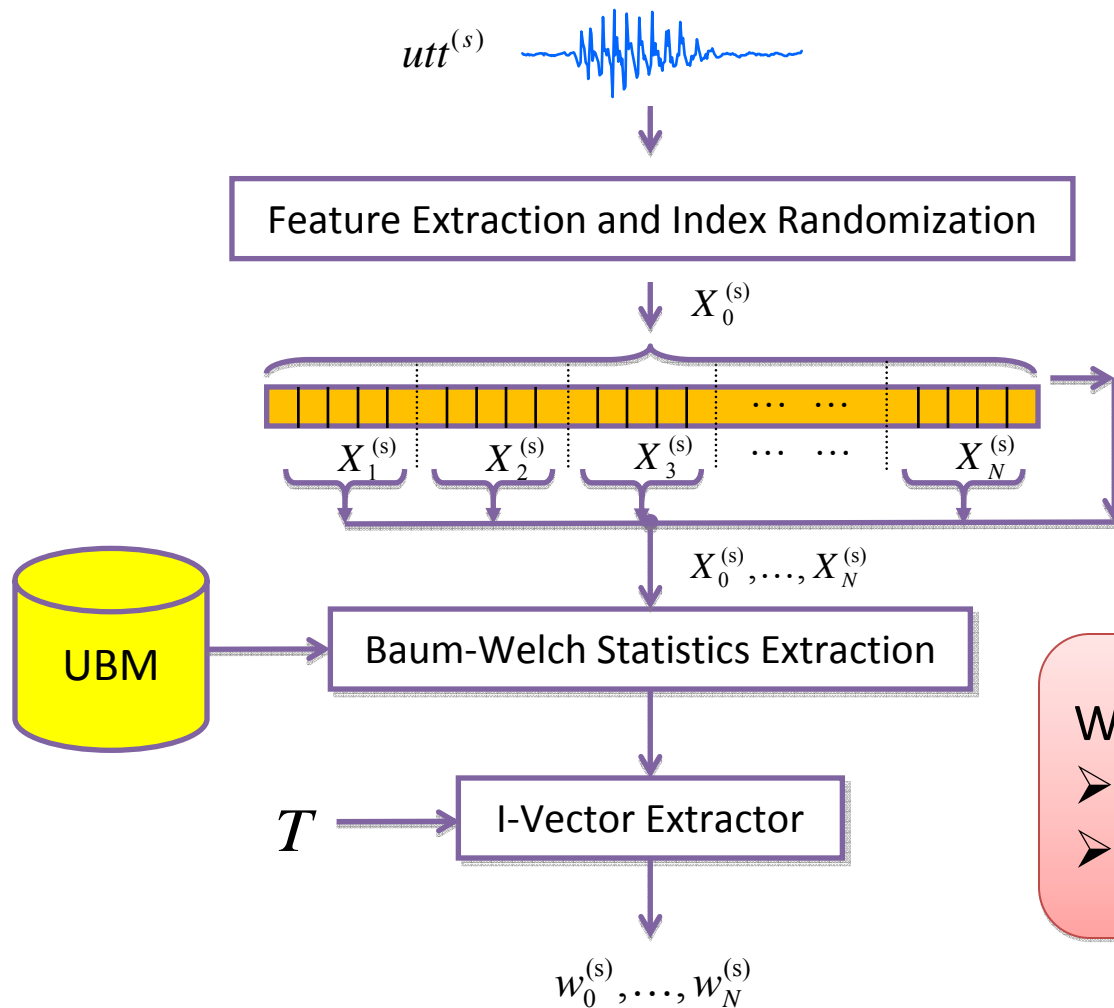 utt^(s)
Feature Extraction and Index Randomization
X_0^(s)
… …
X_1^(s) X_2^(s) X_3^(s) … … X_N^(s)
X_0^(s),…, X_N^(s)
UBM
Baum-Welch Statistics Extraction
W
T
I-Vector Extractor
w_0^(s),…, w_N^(s)